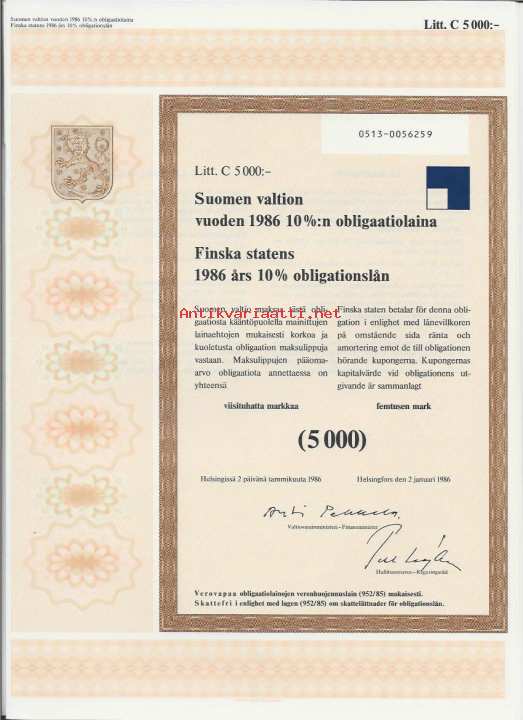 Suomen valtion vuoden 1986 10%:n obligaatiolaina
Finska statens 1986 års 10% obligationslån
Litt. C 5 000:–
0513-0056259
Litt. C 5 000:–
Suomen valtion
vuoden 1986 10%:n obligaatiolaina
Finska statens
1986 års 10% obligationslån
Antikvariaatti.net
Suomen valtio maksaa tästä obli-
gaatiosta kääntöpuolella mainittujen
lainaehtojen mukaisesti korkoa ja
kuoletusta obligaation maksulippuja
vastaan. Maksulippujen pääoma-
arvo obligaatiota annettaessa on
yhteensä
viisituhatta markkaa
Finska staten betalar för denna obli-
gation i enlighet med lånevillkoren
på omstående sida ränta och
amortering emot de till obligationen
hörande kupongerna. Kupongernas
kapitalvärde vid obligationens ut-
givande är sammanlagt
femtusen mark
(5 000)
Helsingissä 2 päivänä tammikuuta 1986
Helsingfors den 2 januari 1986
Valtiovarainministeri–Finansminister
Hallitusneuvos–Regeringsråd
Verovapaa obligaatiolainojen verohuojennuslain (952/85) mukaisesti.
Skattefri i enlighet med lagen (952/85) om skattelättnader för obligationslån.